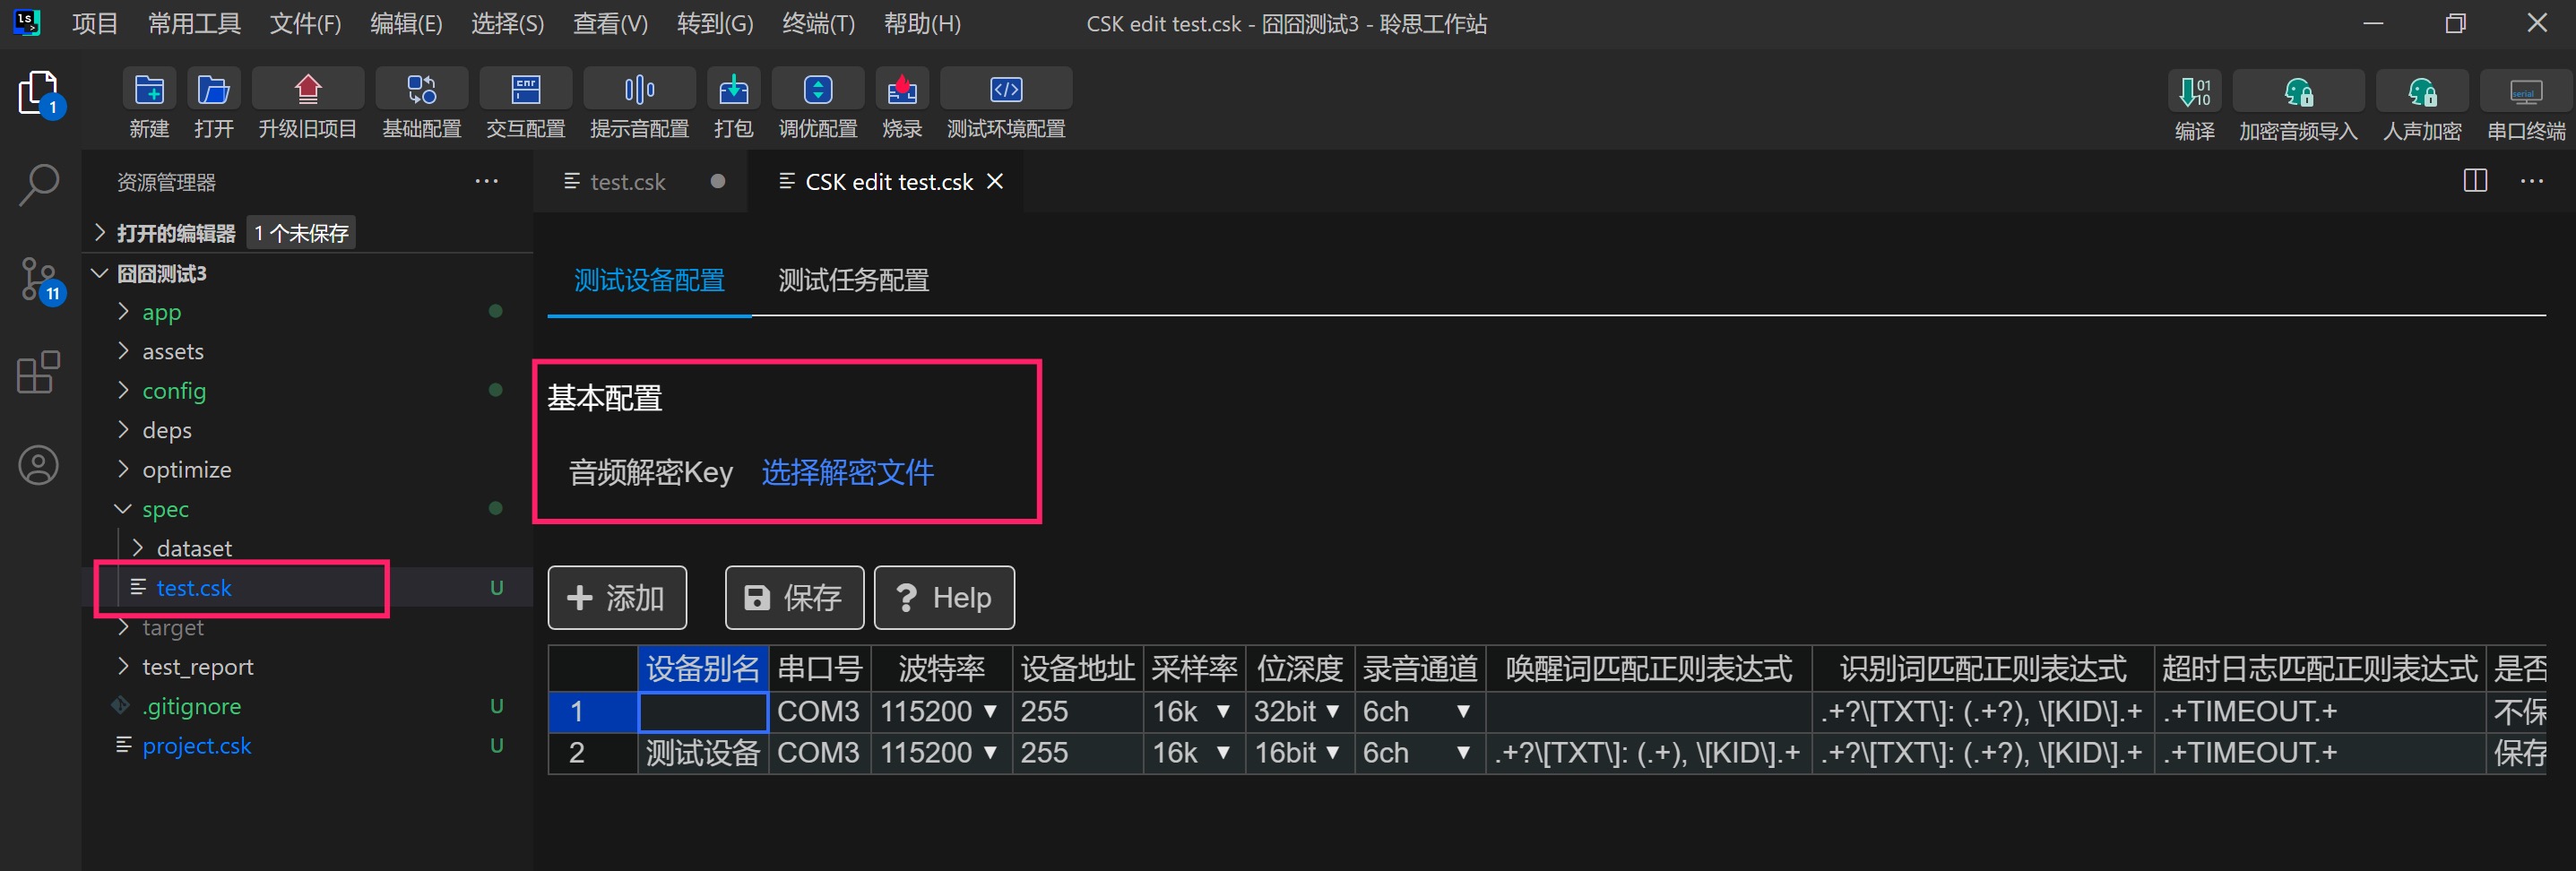 项目 常用工具 文件(F) 编辑(E) 选择(S) 查看(V) 转到(G) 终端(T) 帮助(H) CSK edit test.csk - 囧囧测试3 - 聆思工作站
新建 打开 升级旧项目 基础配置 交互配置 提示音配置 打包 调优配置 烧录 测试环境配置 编译 加密音频导入 人声加密 串口终端
1
资源管理器
test.csk
CSK edit test.csk
打开的编辑器 1 个未保存
囧囧测试3
11
app
assets
config
deps
optimize
spec
dataset
test.csk U
target
test_report
.gitignore U
project.csk U
测试设备配置 测试任务配置
基本配置
音频解密Key 选择解密文件
添加 保存 Help
设备别名 串口号 波特率 设备地址 采样率 位深度 录音通道 唤醒词匹配正则表达式 识别词匹配正则表达式 超时日志匹配正则表达式 是否
1 COM3 115200 255 16k 32bit 6ch .+?\[TXT\]: (.+?), \[KID\].+ .+TIMEOUT.+ 不保
2 测试设备 COM3 115200 255 16k 16bit 6ch .+?\[TXT\]: (.+), \[KID\].+ .+?\[TXT\]: (.+?), \[KID\].+ .+TIMEOUT.+ 保存